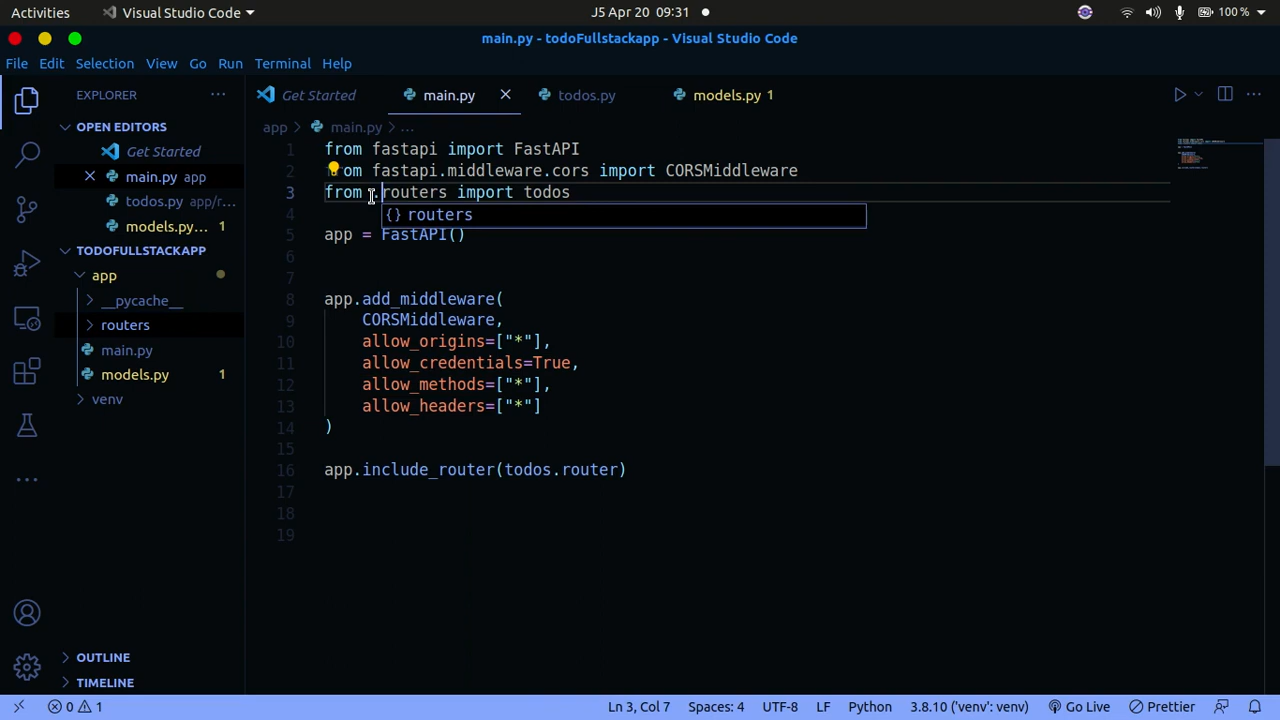 Activities
Visual Studio Code
J5 Apr 20 09:31
100 %
main.py - todoFullstackapp - Visual Studio Code
File Edit Selection View Go Run Terminal Help
EXPLORER
OPEN EDITORS
Get Started
main.py app
todos.py app/r...
models.py... 1
TODOFULLSTACKAPP
app
__pycache__
routers
main.py
models.py 1
venv
OUTLINE
TIMELINE
Get Started
main.py
todos.py
models.py 1
app > main.py > ...
1 from fastapi import FastAPI
2 om fastapi.middleware.cors import CORSMiddleware
3 from .routers import todos
{} routers
4
5 app = FastAPI()
6
7
8 app.add_middleware(
9 CORSMiddleware,
10 allow_origins=["*"],
11 allow_credentials=True,
12 allow_methods=["*"],
13 allow_headers=["*"]
14 )
15
16 app.include_router(todos.router)
17
18
19
0 1
Ln 3, Col 7
Spaces: 4
UTF-8
LF
Python
3.8.10 ('venv': venv)
Go Live
Prettier